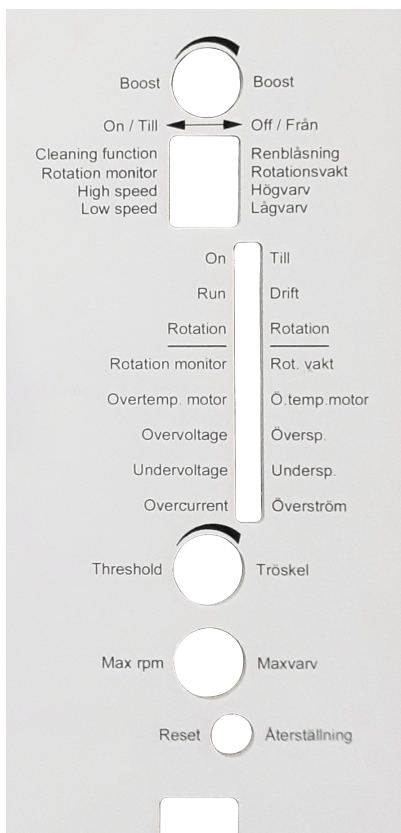 Boost Boost
On / Till Off / Från
Cleaning function Renblåsning
Rotation monitor Rotationsvakt
High speed Högvarv
Low speed Lågvarv
On Till
Run Drift
Rotation Rotation
Rotation monitor Rot. vakt
Overtemp. motor Ö.temp.motor
Overvoltage Översp.
Undervoltage Undersp.
Overcurrent Överström
Threshold Tröskel
Max rpm Maxvarv
Reset Återställning